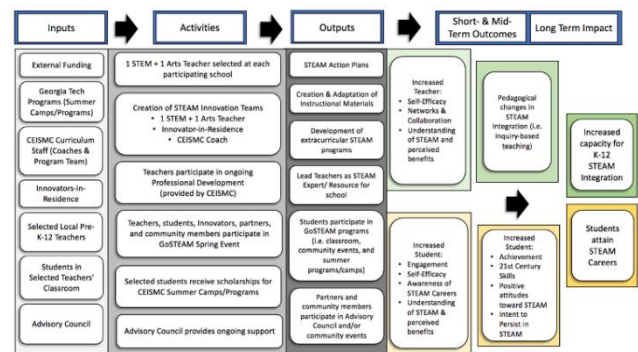 Inputs
Activities
Outputs
Short- & Mid-
Term Outcomes
Long Term Impact
External Funding
Georgia Tech
Programs (Summer
Camps/Programs)
CEISMC Curriculum
Staff (Coaches &
Program Team)
Innovators-in-
Residence
Selected Local Pre-
K-12 Teachers
Students in
Selected Teachers'
Classroom
Advisory Council
1 STEM + 1 Arts Teacher selected at each
participating school
Creation of STEAM Innovation Teams
• 1 STEM + 1 Arts Teacher
• Innovator-in-Residence
• CEISMC Coach
Teachers participate in ongoing
Professional Development
(provided by CEISMC)
Teachers, students, Innovators, partners,
and community members participate in
GoSTEAM Spring Event
Selected students receive scholarships for
CEISMC Summer Camps/Programs
Advisory Council provides ongoing support
STEAM Action Plans
Creation & Adaptation of
Instructional Materials
Development of
extracurricular STEAM
programs
Lead Teachers as STEAM
Expert/ Resource for
school
Students participate in
GoSTEAM programs
(i.e. classroom,
community events, and
summer
programs/camps)
Partners and
community members
participate in Advisory
Council and/or
community events
Increased
Teacher:
• Self-Efficacy
• Networks &
Collaboration
• Understanding
of STEAM and
perceived
benefits
Increased
Student:
• Engagement
• Self-Efficacy
• Awareness of
STEAM Careers
• Understanding
of STEAM &
perceived benefits
Pedagogical
changes in
STEAM
Integration (i.e.
Inquiry-based
teaching)
Increased
Student:
• Achievement
• 21st Century
Skills
• Positive
attitudes
toward STEAM
• Intent to
Persist in
STEAM
Increased
capacity for
K-12
STEAM
Integration
Students
attain
STEAM
Careers